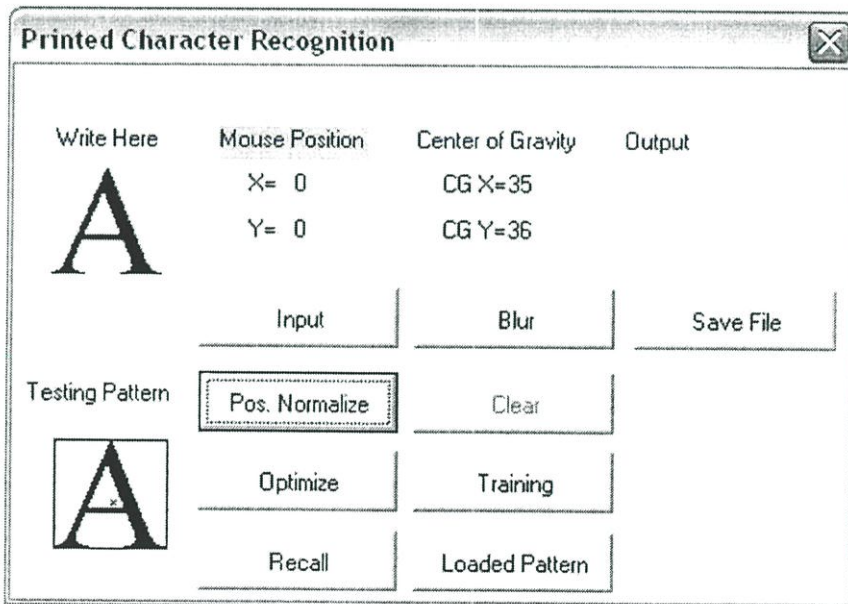 Printed Character Recognition
Write Here Mouse Position Center of Gravity Output
A
X= 0 CG X=35
Y= 0 CG Y=36
Input Blur Save File
Testing Pattern
Pos. Normalize Clear
A
Optimize Training
Recall Loaded Pattern